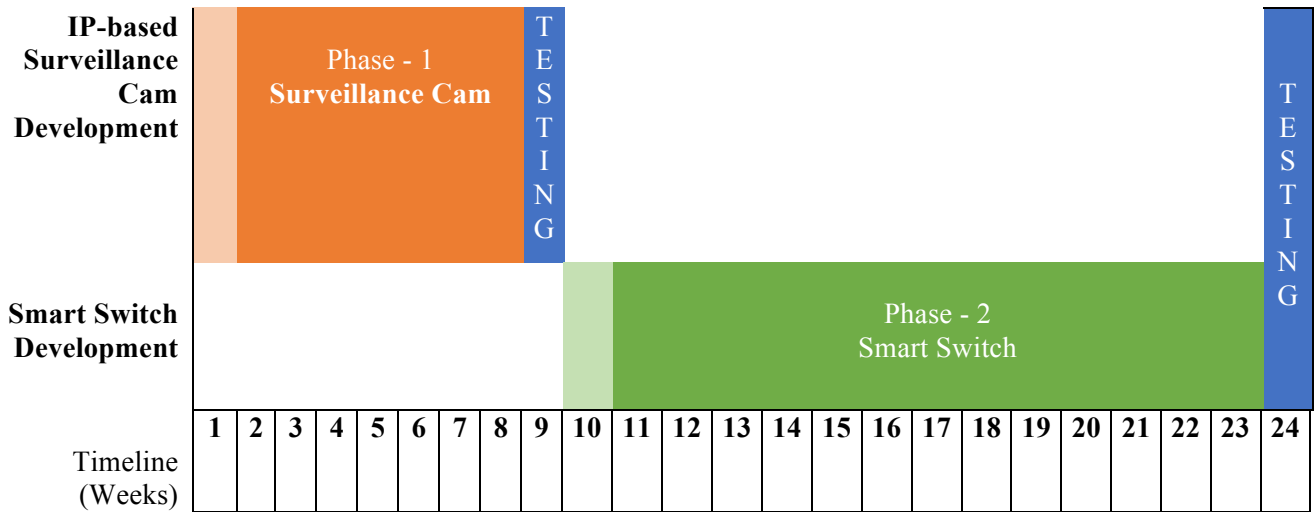 IP-based
Surveillance
Cam
Development
Phase - 1
Surveillance Cam
T
E
S
T
I
N
G
T
E
S
T
I
N
G
Smart Switch
Development
Phase - 2
Smart Switch
1 2 3 4 5 6 7 8 9 10 11 12 13 14 15 16 17 18 19 20 21 22 23 24
Timeline
(Weeks)